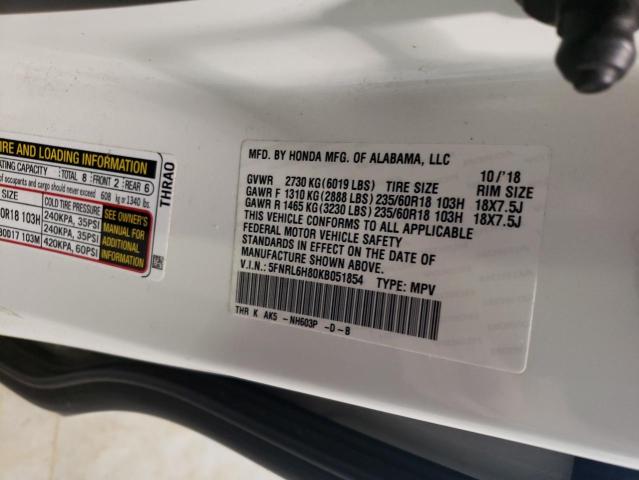 IRE AND LOADING INFORMATION
ATING CAPACITY TOTAL 8 FRONT 2 REAR 6
of occupants and cargo should never exceed 608 kg or 1340 lbs.
SIZE COLD TIRE PRESSURE
0R18 103H 240KPA, 35PSI
240KPA, 35PSI
80D17 103M 420KPA, 60PSI
SEE OWNER'S
MANUAL FOR
ADDITIONAL
INFORMATION
THRAO
MFD. BY HONDA MFG. OF ALABAMA, LLC 10/'18
GVWR 2730 KG(6019 LBS) TIRE SIZE RIM SIZE
GAWR F 1310 KG(2888 LBS) 235/60R18 103H 18X7.5J
GAWR R 1465 KG(3230 LBS) 235/60R18 103H 18X7.5J
THIS VEHICLE CONFORMS TO ALL APPLICABLE
FEDERAL MOTOR VEHICLE SAFETY
STANDARDS IN EFFECT ON THE DATE OF
MANUFACTURE SHOWN ABOVE.
V.I.N.: 5FNRL6H80KB051854 TYPE: MPV
THR K AK5 -NH603P -D-B